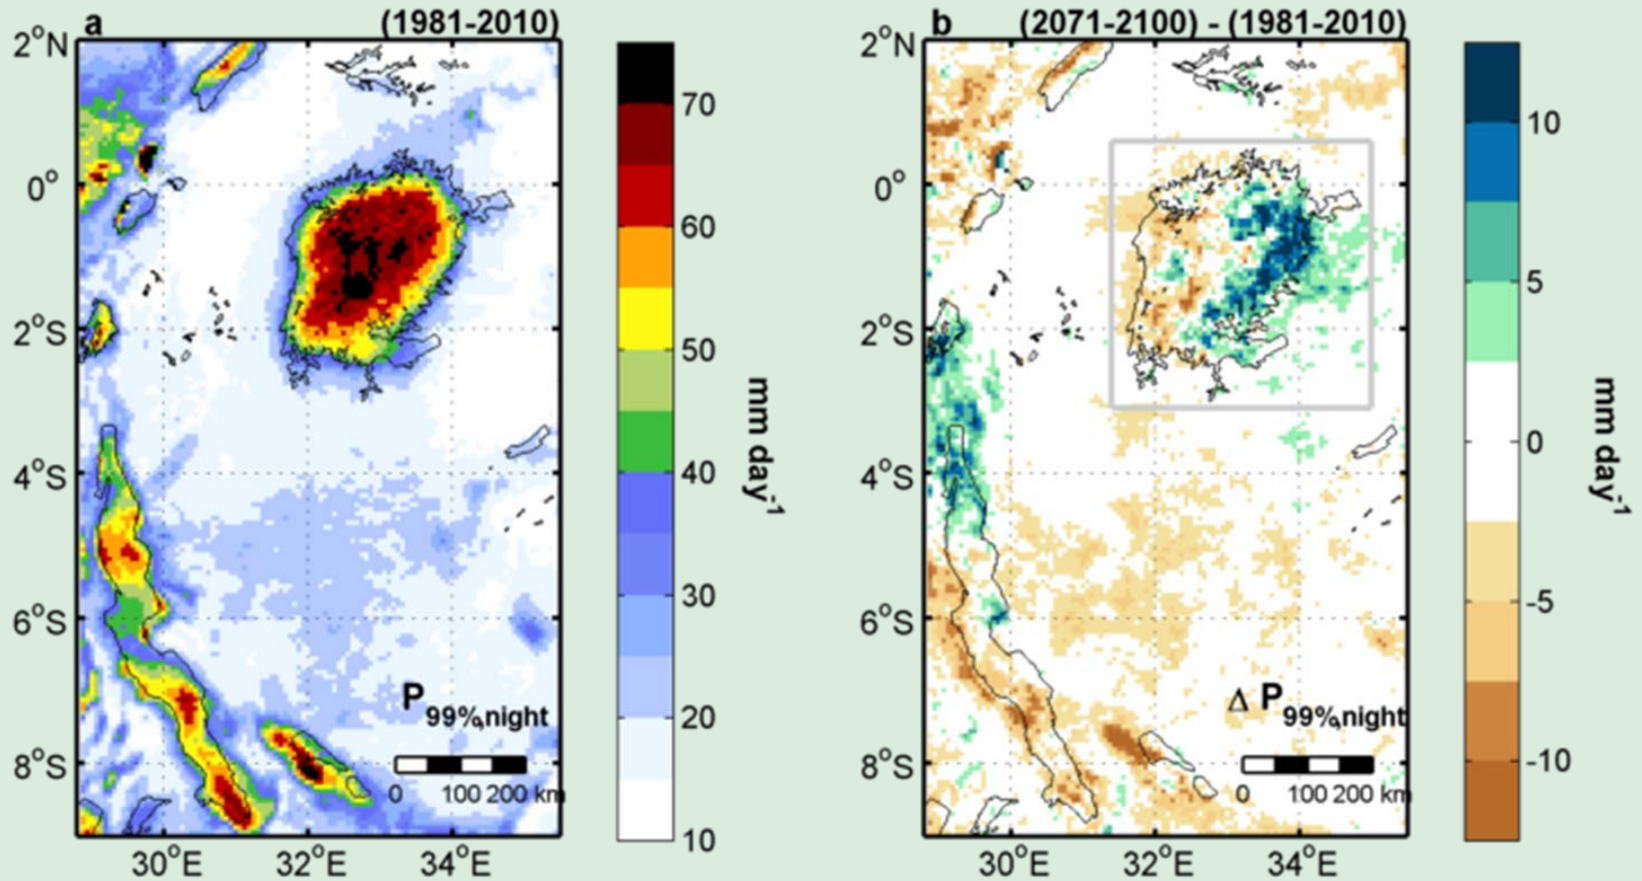 a (1981-2010)
2°N
0°
2°S
4°S
6°S
8°S
30°E 32°E 34°E
P99%,night
0 100 200 km
70
60
50
40
30
20
10
mm day-1
b (2071-2100) - (1981-2010)
2°N
0°
2°S
4°S
6°S
8°S
30°E 32°E 34°E
Δ P99%,night
0 100 200 km
10
5
0
-5
-10
mm day-1